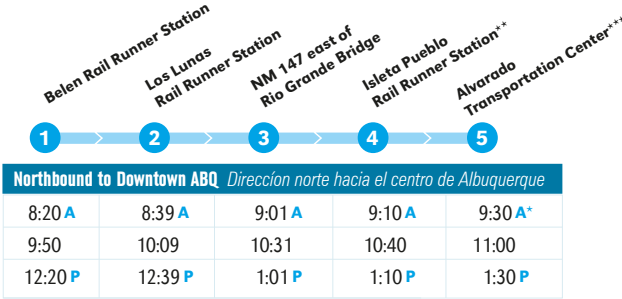 Belen Rail Runner Station
Los Lunas
Rail Runner Station
NM 147 east of
Rio Grande Bridge
Isleta Pueblo
Rail Runner Station**
Alvarado
Transportation Center***
1 2 3 4 5
Northbound to Downtown ABQ Direccíon norte hacia el centro de Albuquerque
8:20 A 8:39 A 9:01 A 9:10 A 9:30 A*
9:50 10:09 10:31 10:40 11:00
12:20 P 12:39 P 1:01 P 1:10 P 1:30 P